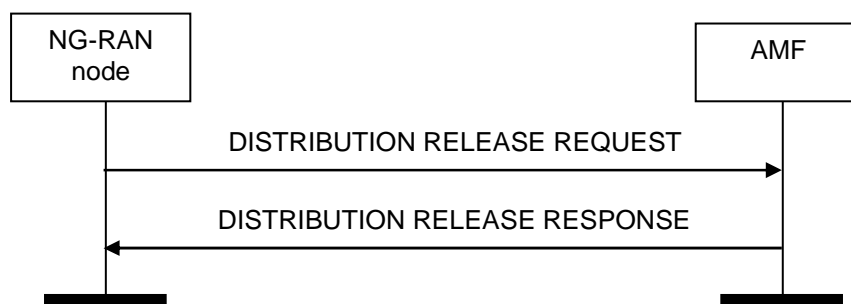 NG-RAN
node
AMF
DISTRIBUTION RELEASE REQUEST
DISTRIBUTION RELEASE RESPONSE